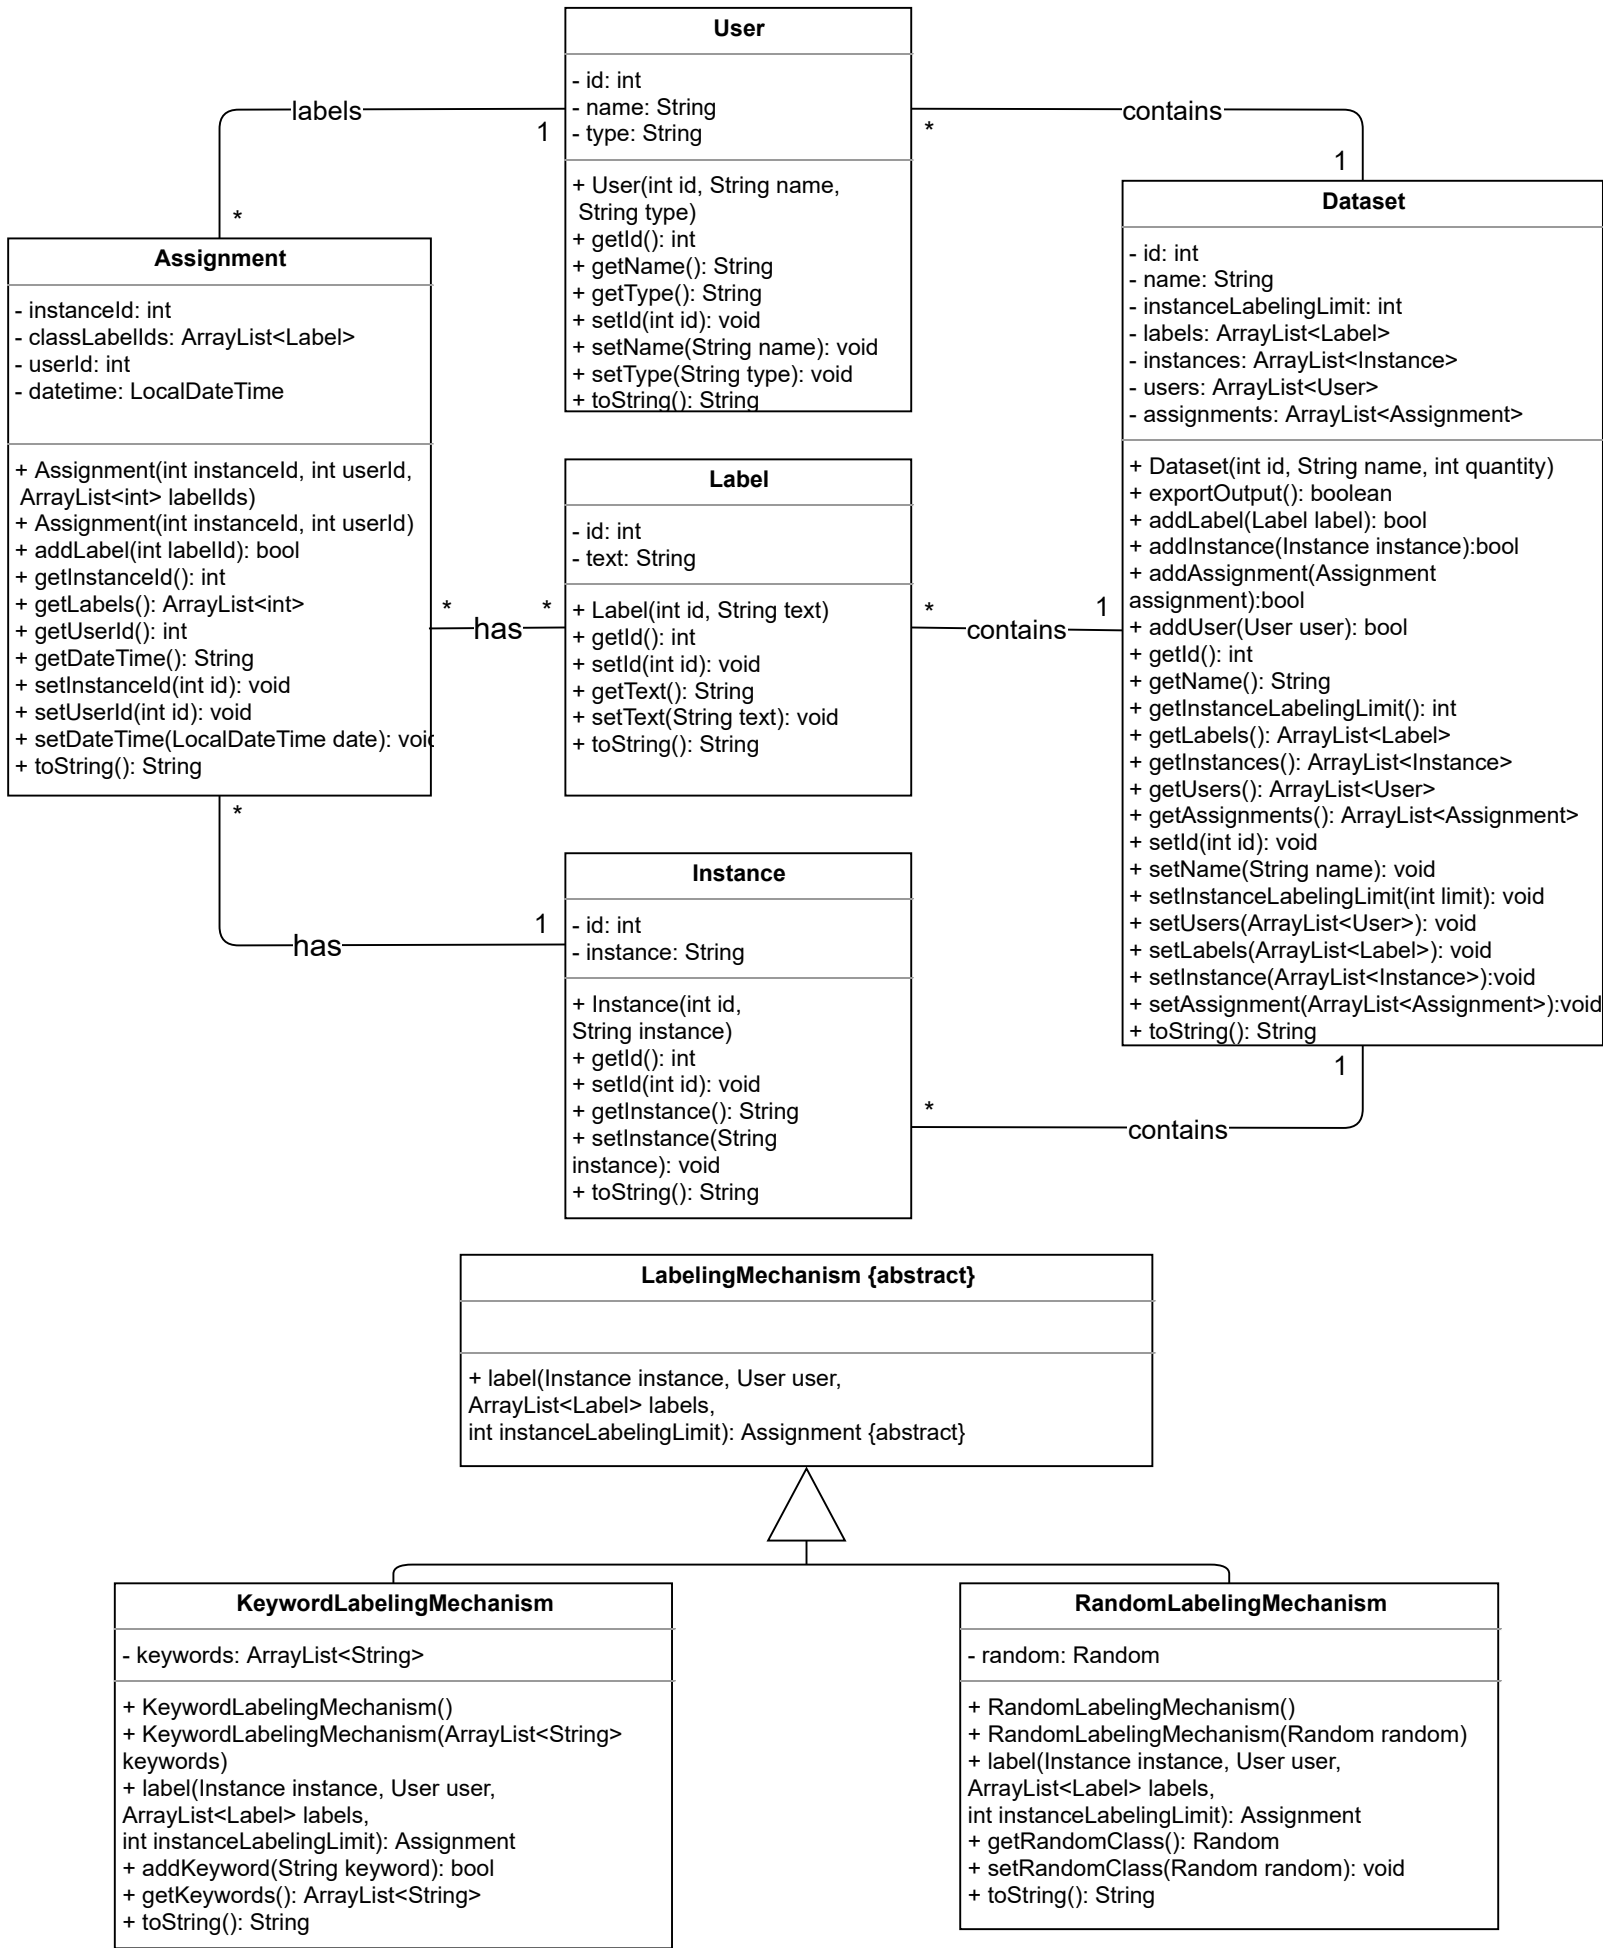 User
- id: int
- name: String
- type: String
+ User(int id, String name,
String type)
+ getId(): int
+ getName(): String
+ getType(): String
+ setId(int id): void
+ setName(String name): void
+ setType(String type): void
+ toString(): String
labels
1
*
contains
*
1
Assignment
- instanceId: int
- classLabelIds: ArrayList<Label>
- userId: int
- datetime: LocalDateTime
+ Assignment(int instanceId, int userId,
ArrayList<int> labelIds)
+ Assignment(int instanceId, int userId)
+ addLabel(int labelId): bool
+ getInstanceId(): int
+ getLabels(): ArrayList<int>
+ getUserId(): int
+ getDateTime(): String
+ setInstanceId(int id): void
+ setUserId(int id): void
+ setDateTime(LocalDateTime date): void
+ toString(): String
* has *
Label
- id: int
- text: String
+ Label(int id, String text)
+ getId(): int
+ setId(int id): void
+ getText(): String
+ setText(String text): void
+ toString(): String
* contains 1
Dataset
- id: int
- name: String
- instanceLabelingLimit: int
- labels: ArrayList<Label>
- instances: ArrayList<Instance>
- users: ArrayList<User>
- assignments: ArrayList<Assignment>
+ Dataset(int id, String name, int quantity)
+ exportOutput(): boolean
+ addLabel(Label label): bool
+ addInstance(Instance instance):bool
+ addAssignment(Assignment
assignment):bool
+ addUser(User user): bool
+ getId(): int
+ getName(): String
+ getInstanceLabelingLimit(): int
+ getLabels(): ArrayList<Label>
+ getInstances(): ArrayList<Instance>
+ getUsers(): ArrayList<User>
+ getAssignments(): ArrayList<Assignment>
+ setId(int id): void
+ setName(String name): void
+ setInstanceLabelingLimit(int limit): void
+ setUsers(ArrayList<User>): void
+ setLabels(ArrayList<Label>): void
+ setInstance(ArrayList<Instance>):void
+ setAssignment(ArrayList<Assignment>):void
+ toString(): String
*
has
1
Instance
- id: int
- instance: String
+ Instance(int id,
String instance)
+ getId(): int
+ setId(int id): void
+ getInstance(): String
+ setInstance(String
instance): void
+ toString(): String
1
*
contains
LabelingMechanism {abstract}
+ label(Instance instance, User user,
ArrayList<Label> labels,
int instanceLabelingLimit): Assignment {abstract}
KeywordLabelingMechanism
- keywords: ArrayList<String>
+ KeywordLabelingMechanism()
+ KeywordLabelingMechanism(ArrayList<String>
keywords)
+ label(Instance instance, User user,
ArrayList<Label> labels,
int instanceLabelingLimit): Assignment
+ addKeyword(String keyword): bool
+ getKeywords(): ArrayList<String>
+ toString(): String
RandomLabelingMechanism
- random: Random
+ RandomLabelingMechanism()
+ RandomLabelingMechanism(Random random)
+ label(Instance instance, User user,
ArrayList<Label> labels,
int instanceLabelingLimit): Assignment
+ getRandomClass(): Random
+ setRandomClass(Random random): void
+ toString(): String